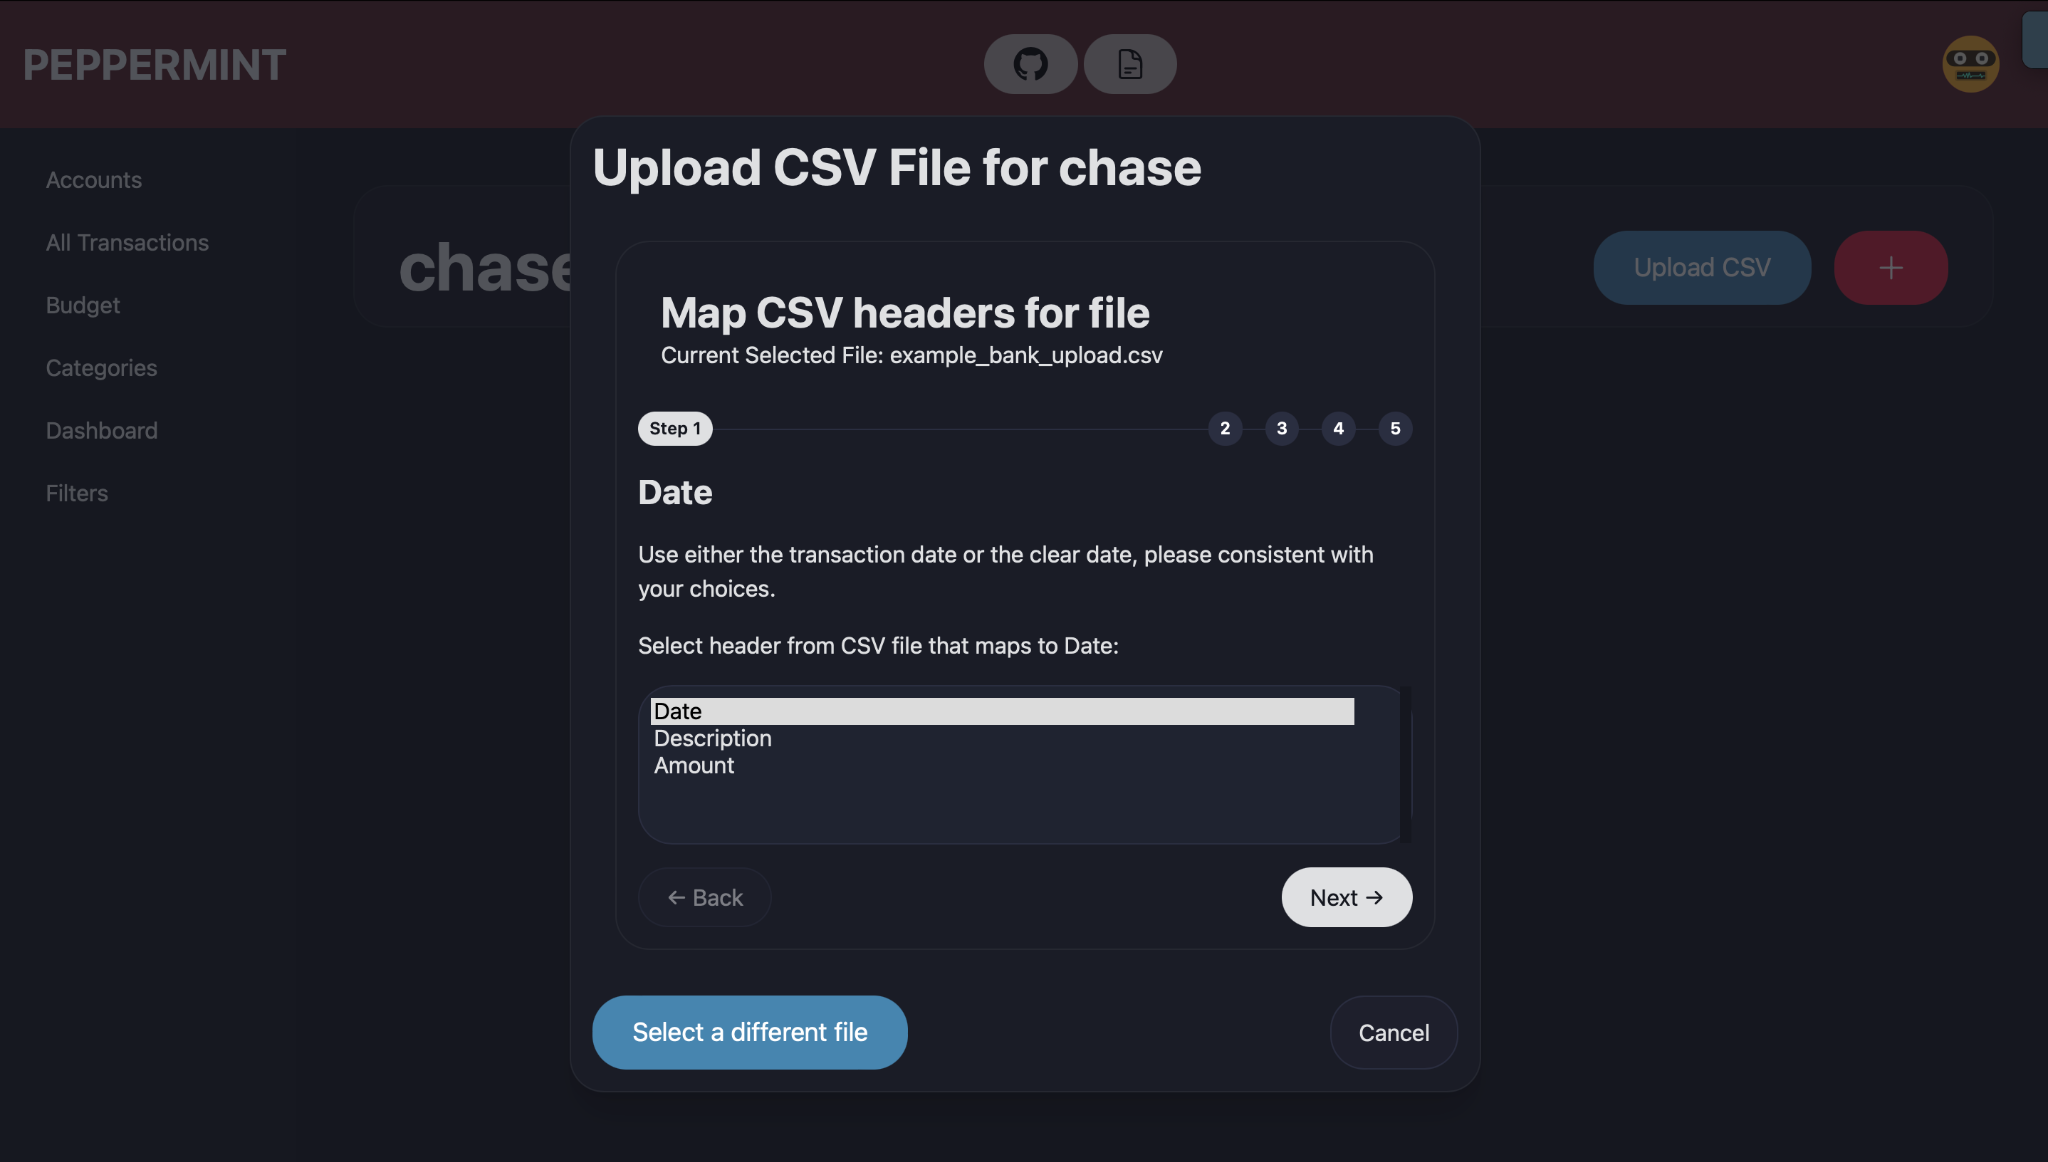 PEPPERMINT
Accounts
All Transactions
Budget
Categories
Dashboard
Filters
chase
Upload CSV
+
Upload CSV File for chase
Map CSV headers for file
Current Selected File: example_bank_upload.csv
Step 1 2 3 4 5
Date
Use either the transaction date or the clear date, please consistent with
your choices.
Select header from CSV file that maps to Date:
Date
Description
Amount
← Back
Next →
Select a different file
Cancel